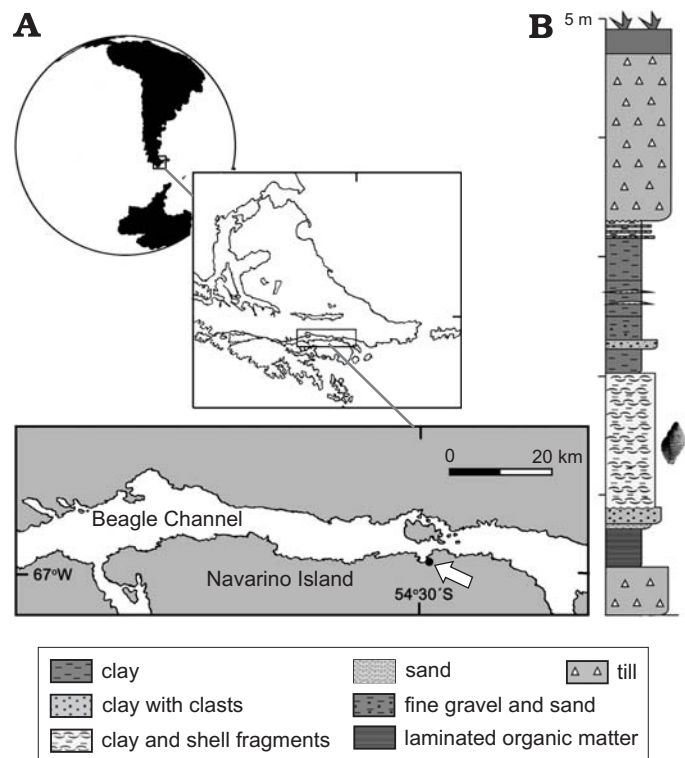 A
B
5 m
0 20 km
Beagle Channel
67°W
Navarino Island
54°30´S
clay
sand
till
clay with clasts
fine gravel and sand
clay and shell fragments
laminated organic matter